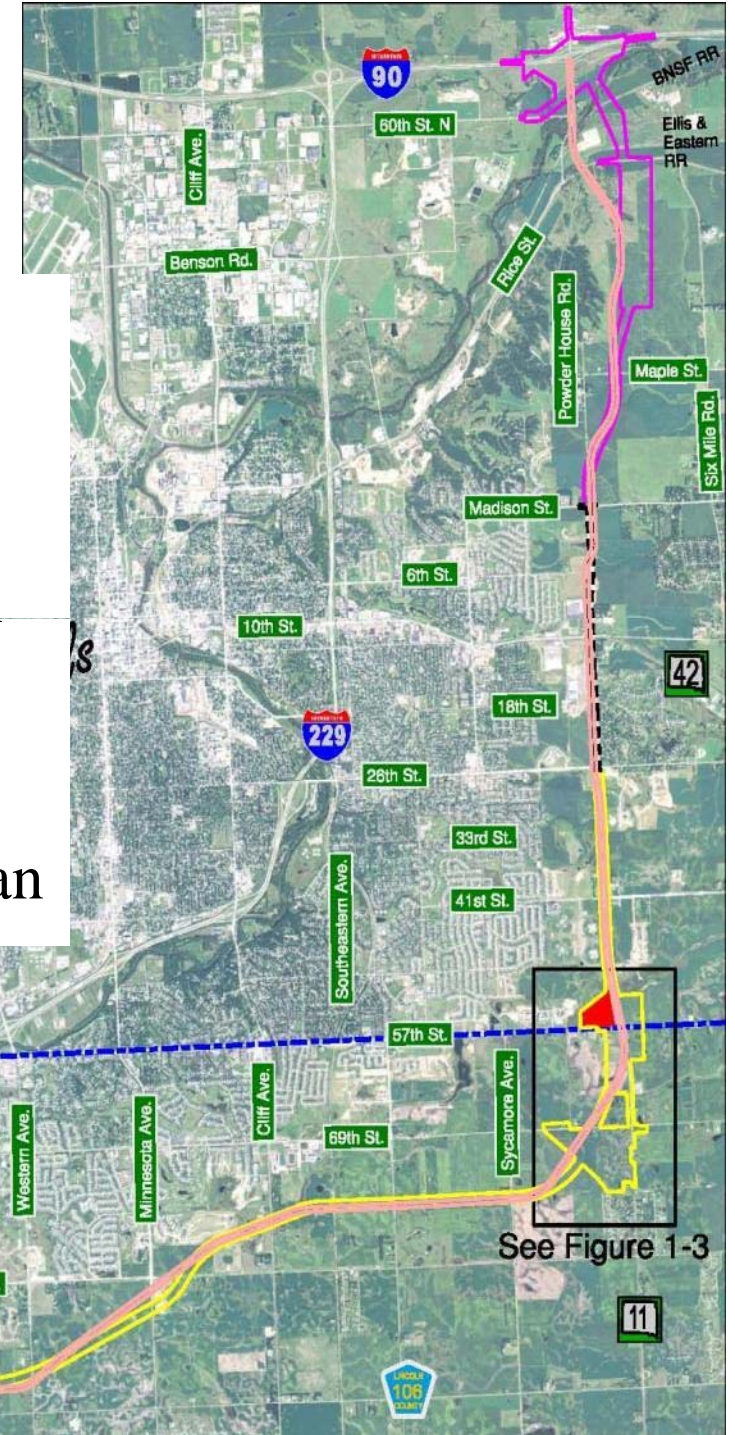 INTERSTATE
90
BNSF RR
60th St. N
Ellis &
Eastern
RR
Cliff Ave.
Benson Rd.
Rice St.
Powder House Rd.
Maple St.
Six Mile Rd.
Madison St.
6th St.
10th St.
ls
42
18th St.
INTERSTATE
229
26th St.
33rd St.
an
41st St.
Southeastern Ave.
57th St.
Sycamore Ave.
Cliff Ave.
Western Ave.
Minnesota Ave.
69th St.
See Figure 1-3
11
LINCOLN
106
COUNTY